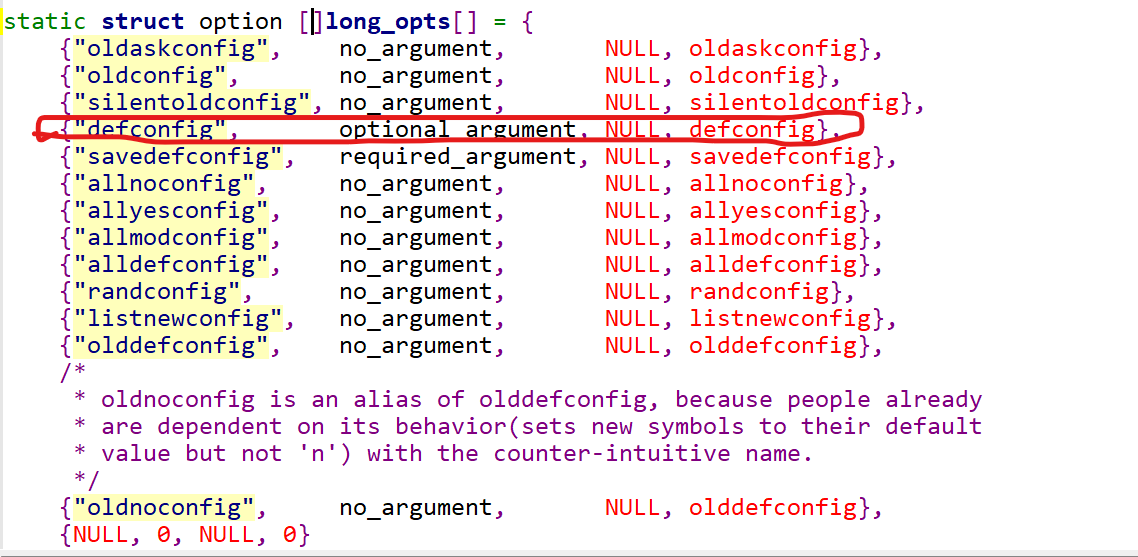 static struct option []long_opts[] = {
    {"oldaskconfig",    no_argument,       NULL, oldaskconfig},
    {"oldconfig",       no_argument,       NULL, oldconfig},
    {"silentoldconfig", no_argument,       NULL, silentoldconfig},
    {"defconfig",       optional_argument, NULL, defconfig},
    {"savedefconfig",   required_argument, NULL, savedefconfig},
    {"allnoconfig",     no_argument,       NULL, allnoconfig},
    {"allyesconfig",    no_argument,       NULL, allyesconfig},
    {"allmodconfig",    no_argument,       NULL, allmodconfig},
    {"alldefconfig",    no_argument,       NULL, alldefconfig},
    {"randconfig",      no_argument,       NULL, randconfig},
    {"listnewconfig",   no_argument,       NULL, listnewconfig},
    {"olddefconfig",    no_argument,       NULL, olddefconfig},
    /*
     * oldnoconfig is an alias of olddefconfig, because people already
     * are dependent on its behavior(sets new symbols to their default
     * value but not 'n') with the counter-intuitive name.
     */
    {"oldnoconfig",     no_argument,       NULL, olddefconfig},
    {NULL, 0, NULL, 0}